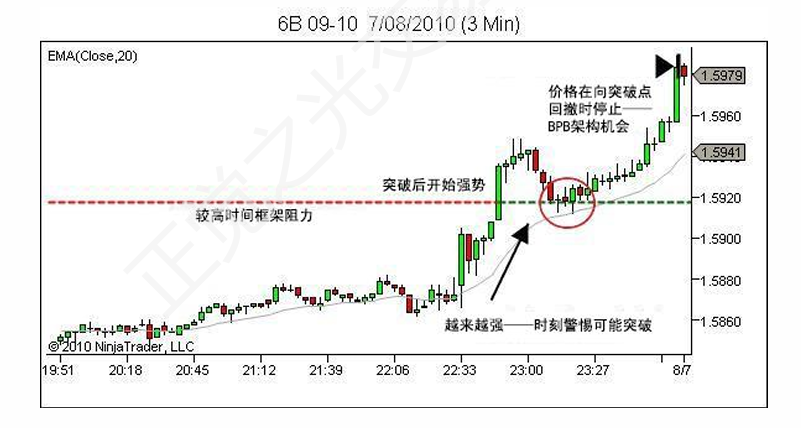 6B 09-10 7/08/2010 (3 Min)
EMA(Close,20)
价格在向突破点
回撤时停止——
BPB架构机会
突破后开始强势
较高时间框架阻力
越来越强——时刻警惕可能突破
1.5979
1.5960
1.5941
1.5920
1.5900
1.5880
1.5860
© 2010 NinjaTrader, LLC
19:51 20:18 20:45 21:12 21:39 22:06 22:33 23:00 23:27 8/7
正觉之光交